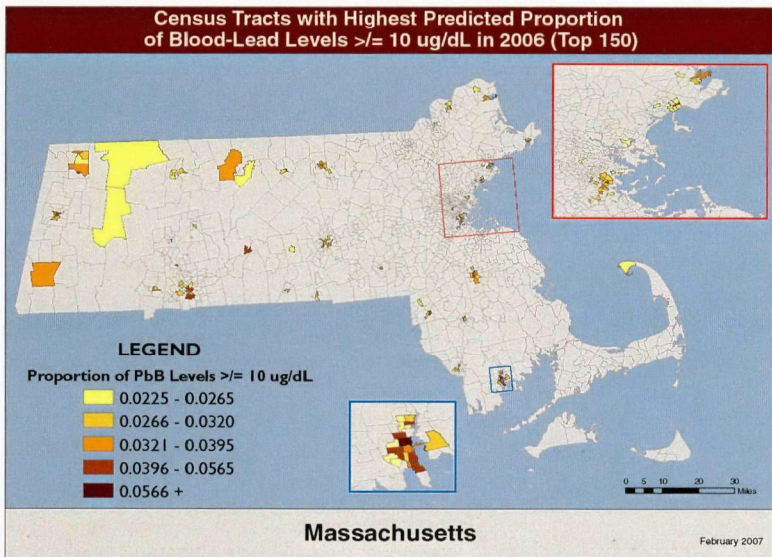 Census Tracts with Highest Predicted Proportion
of Blood-Lead Levels >/= 10 ug/dL in 2006 (Top 150)
LEGEND
Proportion of PbB Levels >/= 10 ug/dL
0.0225 - 0.0265
0.0266 - 0.0320
0.0321 - 0.0395
0.0396 - 0.0565
0.0566 +
0 5 10 20 30
Miles
Massachusetts
February 2007